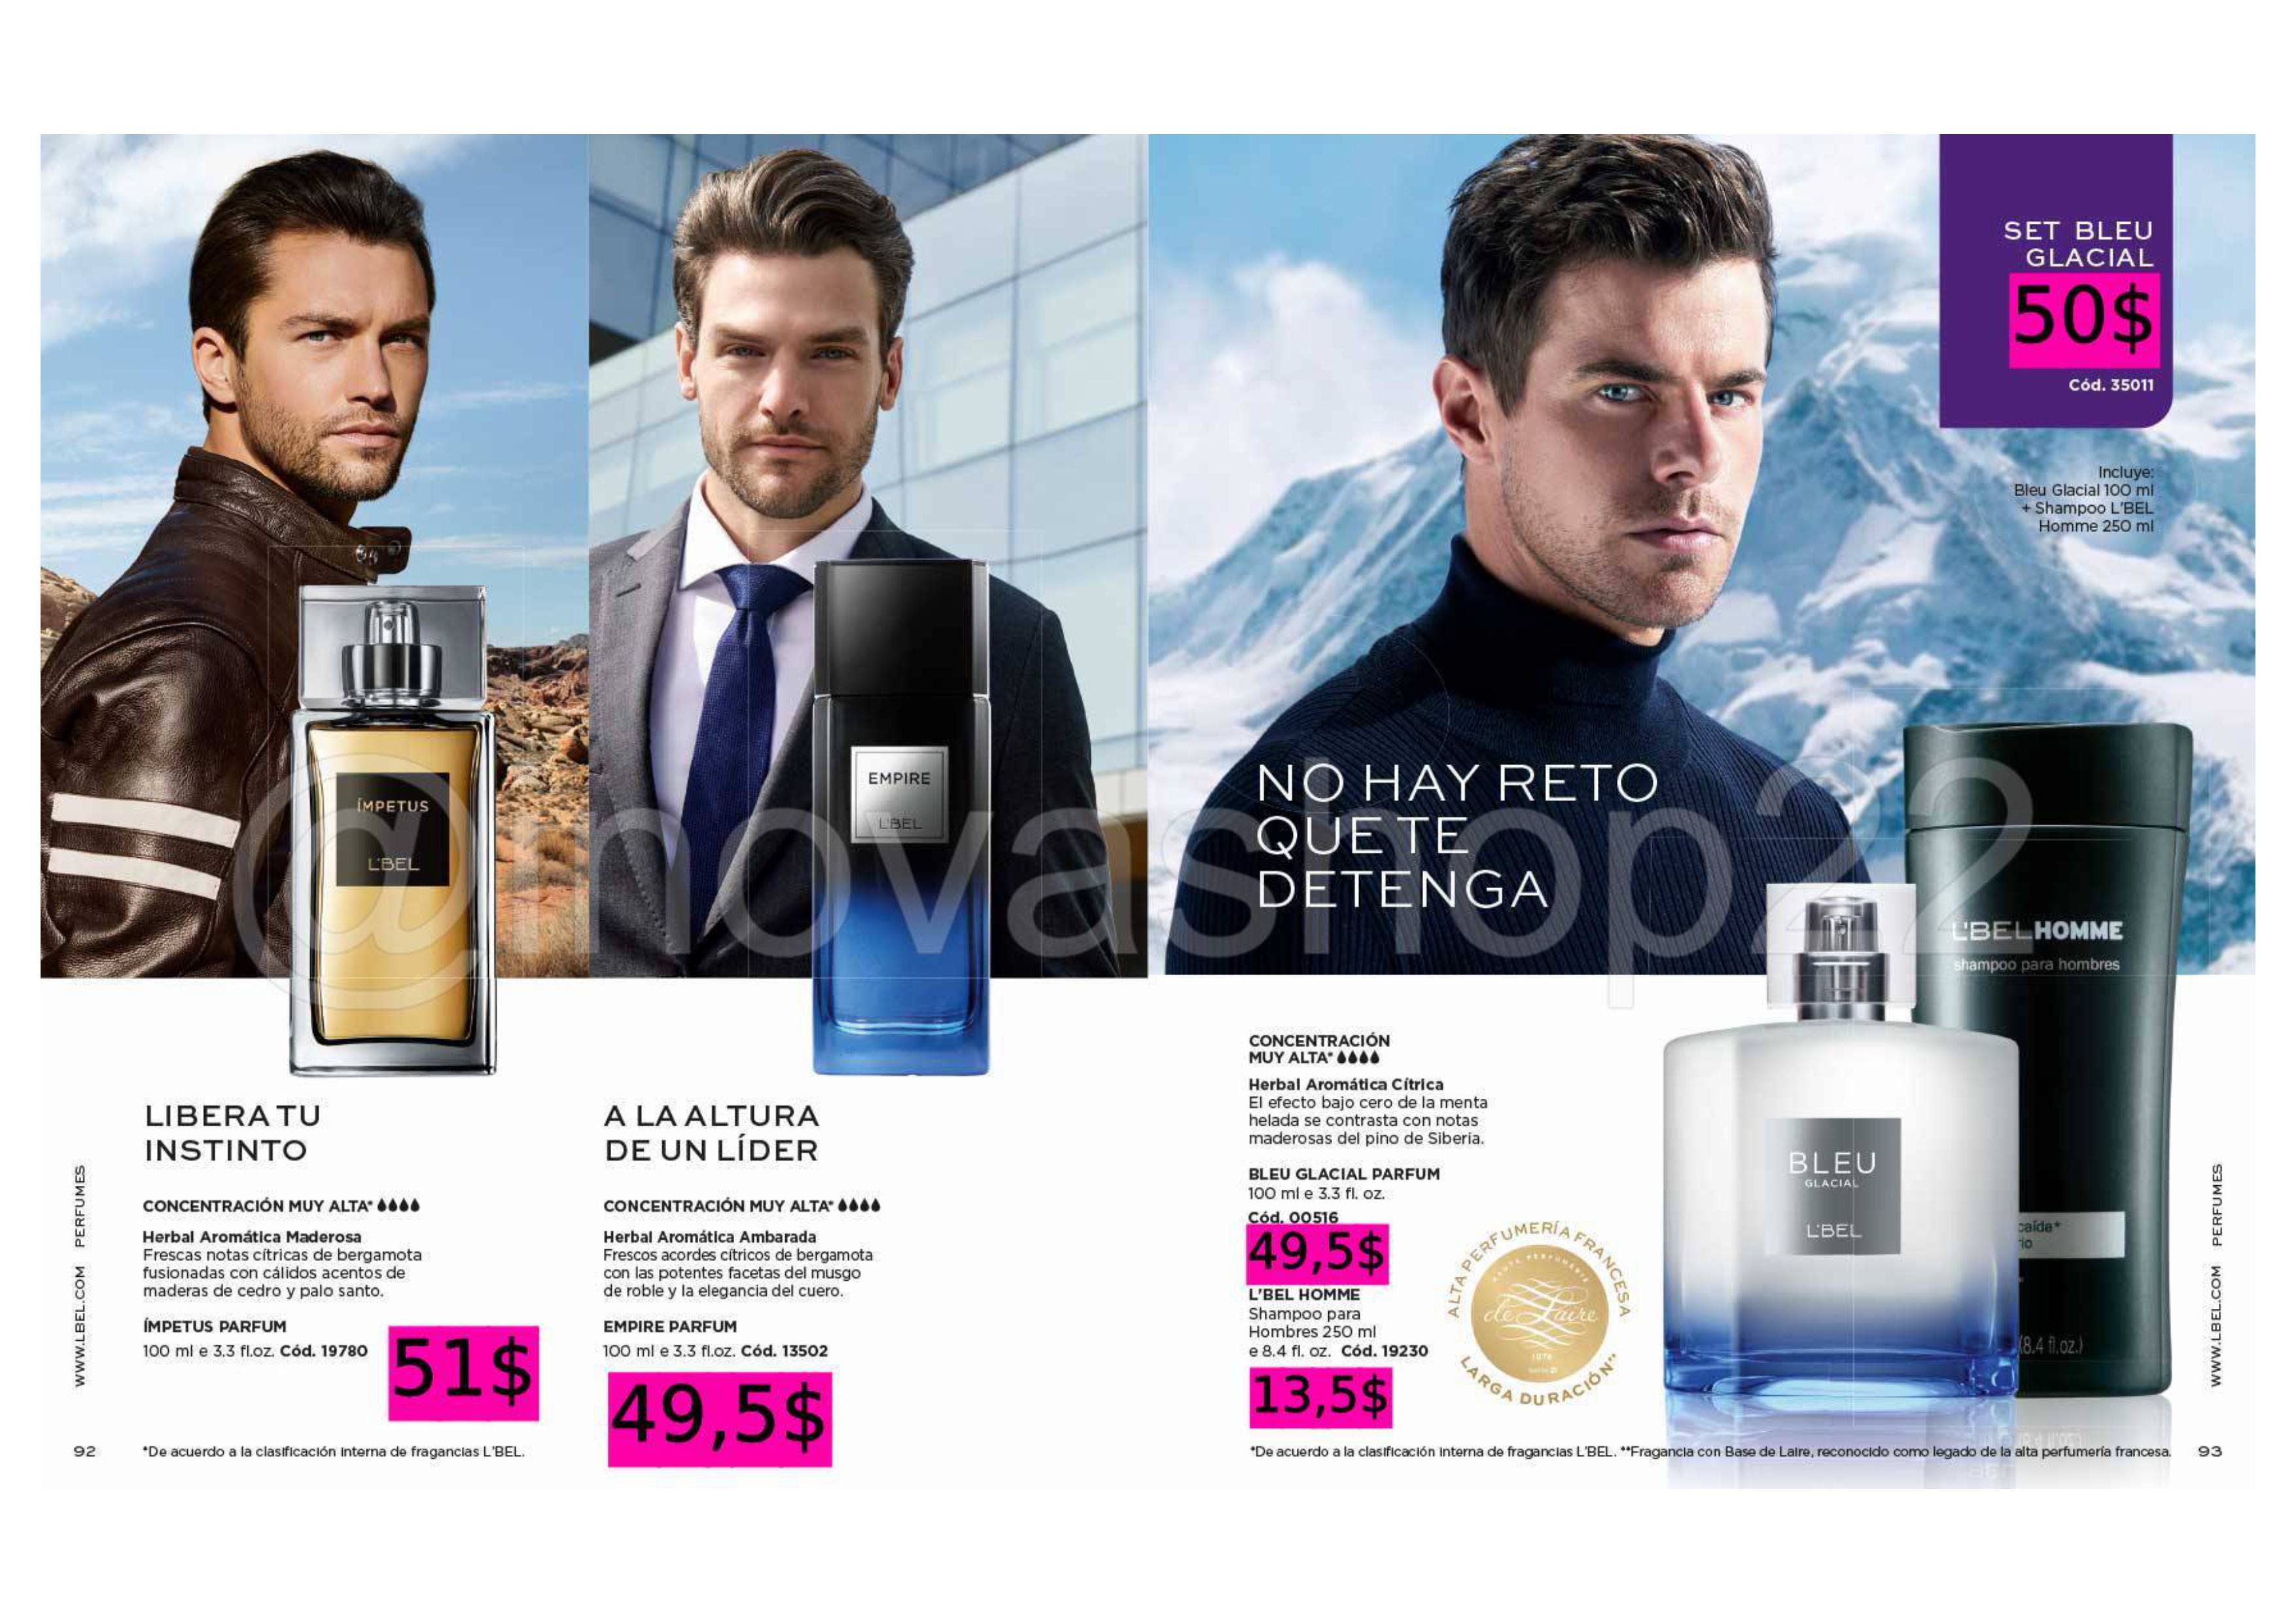 ÍMPETUS
L'BEL
EMPIRE
L'BEL
@inovashop22
LIBERA TU
INSTINTO
CONCENTRACIÓN MUY ALTA*
Herbal Aromática Maderosa
Frescas notas cítricas de bergamota
fusionadas con cálidos acentos de
maderas de cedro y palo santo.
ÍMPETUS PARFUM
100 ml e 3.3 fl.oz. Cód. 19780
51$
A LA ALTURA
DE UN LÍDER
CONCENTRACIÓN MUY ALTA*
Herbal Aromática Ambarada
Frescos acordes cítricos de bergamota
con las potentes facetas del musgo
de roble y la elegancia del cuero.
EMPIRE PARFUM
100 ml e 3.3 fl.oz. Cód. 13502
49,5$
WWW.LBEL.COM PERFUMES
92
*De acuerdo a la clasificación interna de fragancias L'BEL.
SET BLEU
GLACIAL
50$
Cód. 35011
Incluye:
Bleu Glacial 100 ml
+ Shampoo L'BEL
Homme 250 ml
NO HAY RETO
QUE TE
DETENGA
L'BELHOMME
shampoo para hombres
caída*
(8.4 fl.oz.)
BLEU
GLACIAL
L'BEL
CONCENTRACIÓN
MUY ALTA*
Herbal Aromática Cítrica
El efecto bajo cero de la menta
helada se contrasta con notas
maderosas del pino de Siberia.
BLEU GLACIAL PARFUM
100 ml e 3.3 fl. oz.
Cód. 00516
49,5$
L'BEL HOMME
Shampoo para
Hombres 250 ml
e 8.4 fl. oz. Cód. 19230
13,5$
ALTA PERFUMERÍA FRANCESA
de Laire
LARGA DURACIÓN**
*De acuerdo a la clasificación interna de fragancias L'BEL. **Fragancia con Base de Laire, reconocido como legado de la alta perfumería francesa.
93
WWW.LBEL.COM PERFUMES